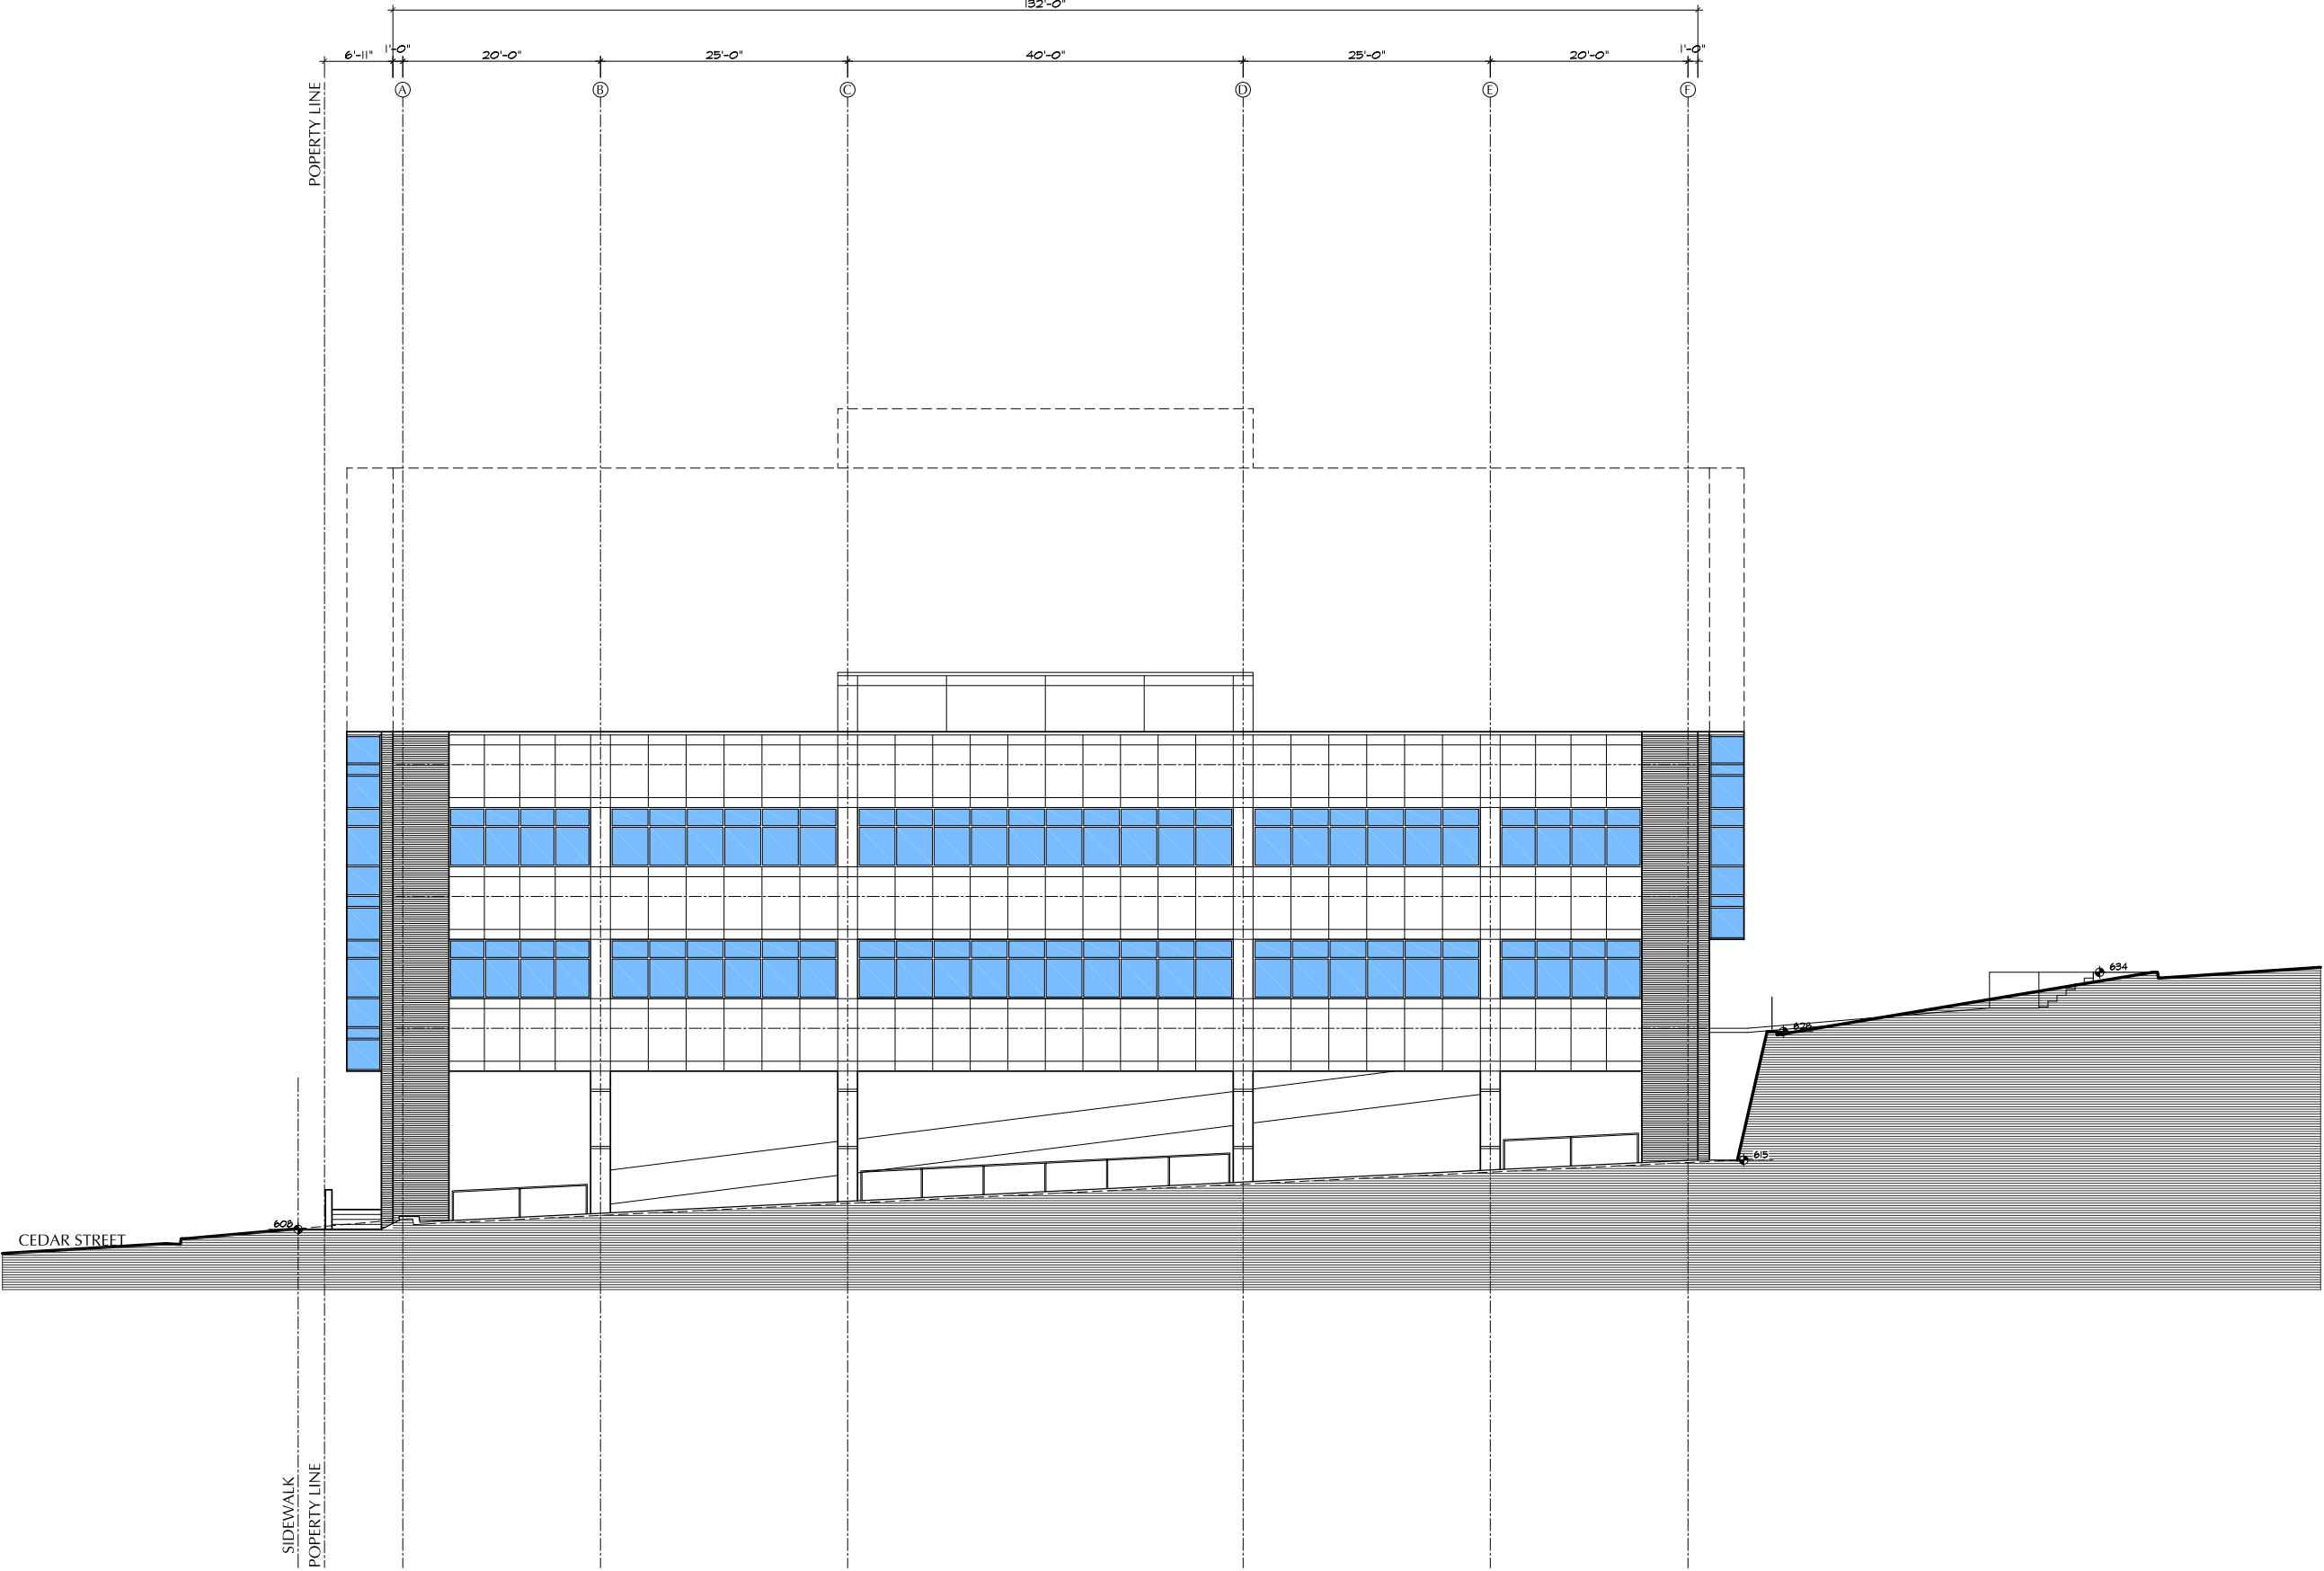 132'-0"
6'-11"
1'-0"
20'-0"
25'-0"
40'-0"
25'-0"
20'-0"
1'-0"
A
B
C
D
E
F
POPERTY LINE
634
628
615
608
CEDAR STREET
SIDEWALK
POPERTY LINE